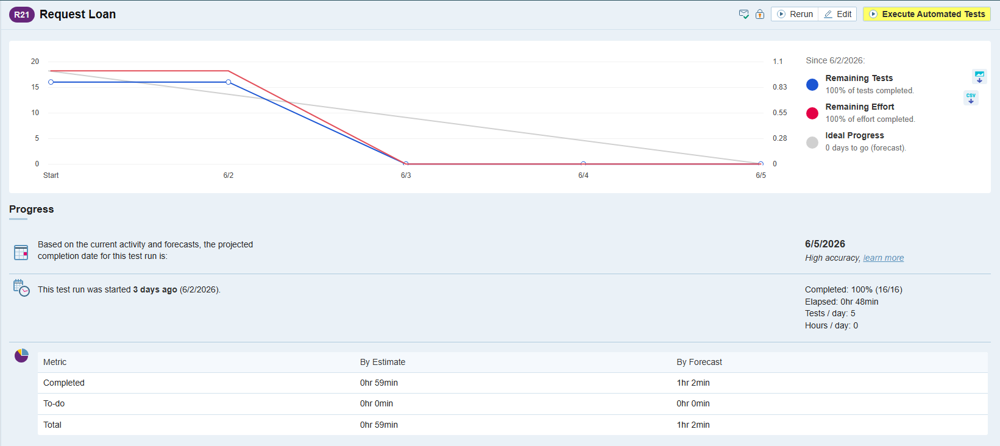 R21 Request Loan
Rerun Edit Execute Automated Tests
20 1.1
15 0.83
10 0.55
5 0.28
0 0
Start 6/2 6/3 6/4 6/5
Since 6/2/2026:
Remaining Tests
100% of tests completed.
Remaining Effort
100% of effort completed.
Ideal Progress
0 days to go (forecast).
CSV
Progress
Based on the current activity and forecasts, the projected
completion date for this test run is:
6/5/2026
High accuracy, learn more
This test run was started 3 days ago (6/2/2026).
Completed: 100% (16/16)
Elapsed: 0hr 48min
Tests / day: 5
Hours / day: 0
Metric By Estimate By Forecast
Completed 0hr 59min 1hr 2min
To-do 0hr 0min 0hr 0min
Total 0hr 59min 1hr 2min